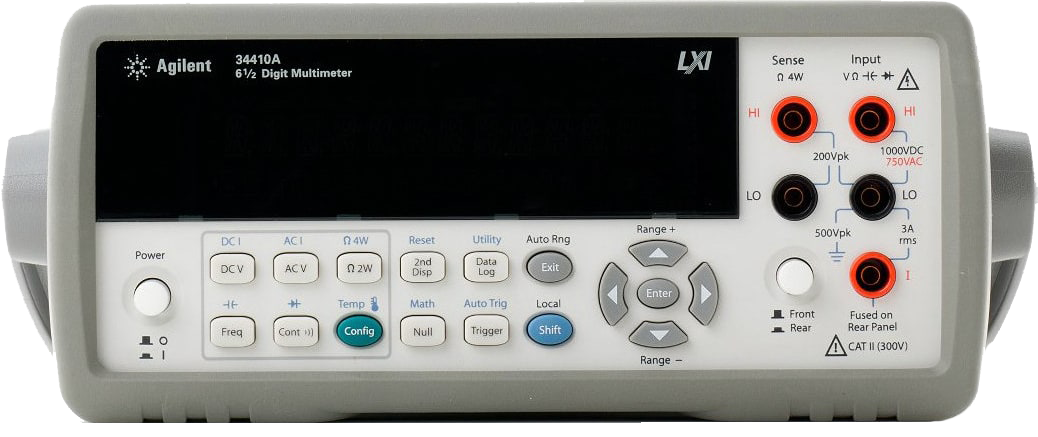 Agilent
34410A
6½ Digit Multimeter
LXI
Sense
Ω 4W
Input
V Ω
HI
HI
200Vpk
1000VDC
750VAC
LO
LO
500Vpk
3A
rms
I
Front
Rear
Fused on
Rear Panel
CAT II (300V)
Power
O
I
DC I
AC I
Ω 4W
Reset
Utility
Auto Rng
DC V
AC V
Ω 2W
2nd
Disp
Data
Log
Exit
Temp
Math
Auto Trig
Local
Freq
Cont
Config
Null
Trigger
Shift
Range +
Enter
Range −